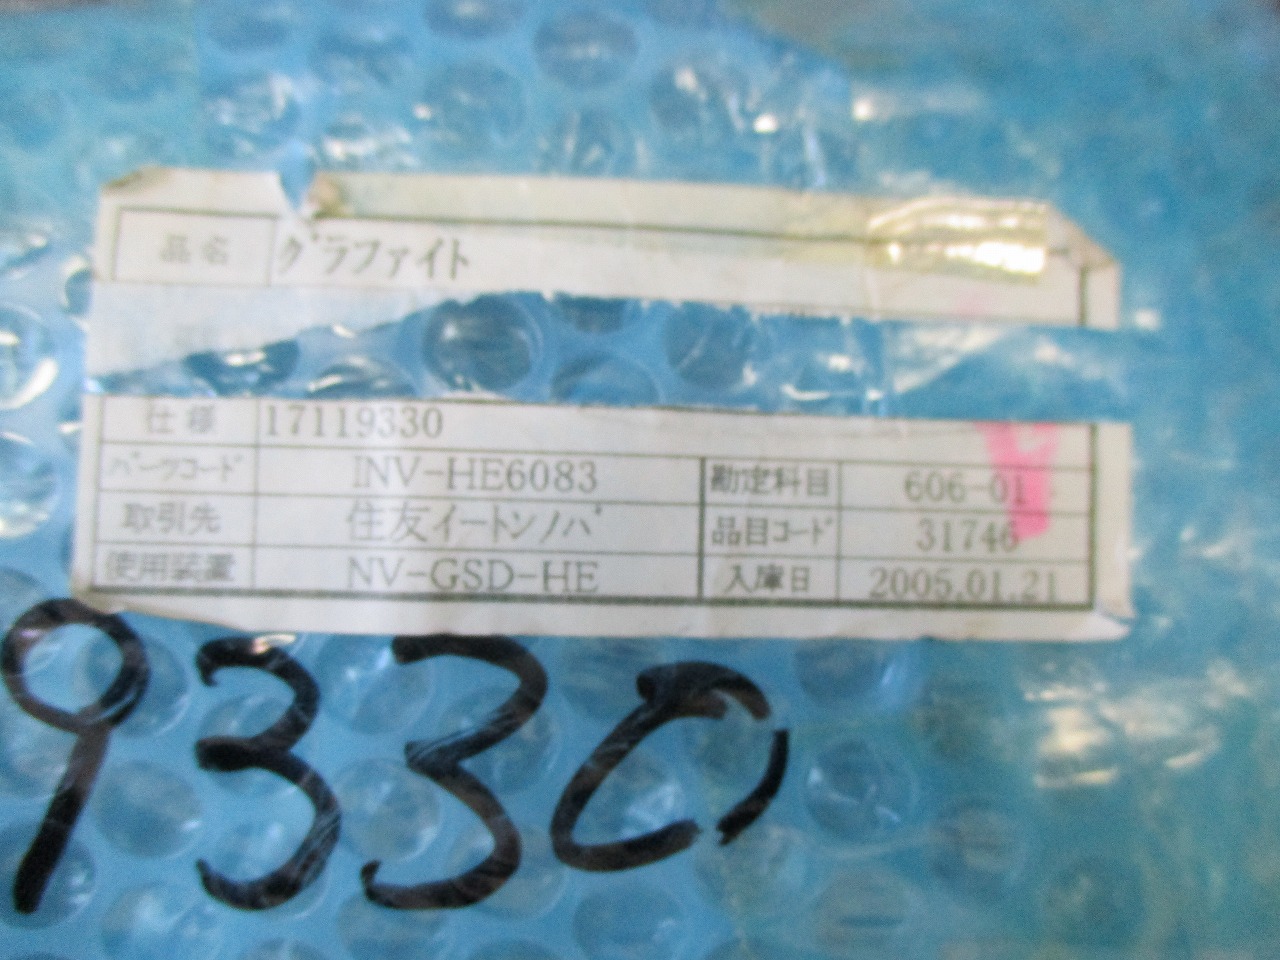 品名 グラファイト
仕様 17119330
パーツコード INV-HE6083 勘定科目 606-01
取引先 住友イートンノバ 品目コード 31746
使用装置 NV-GSD-HE 入庫日 2005.01.21
9330